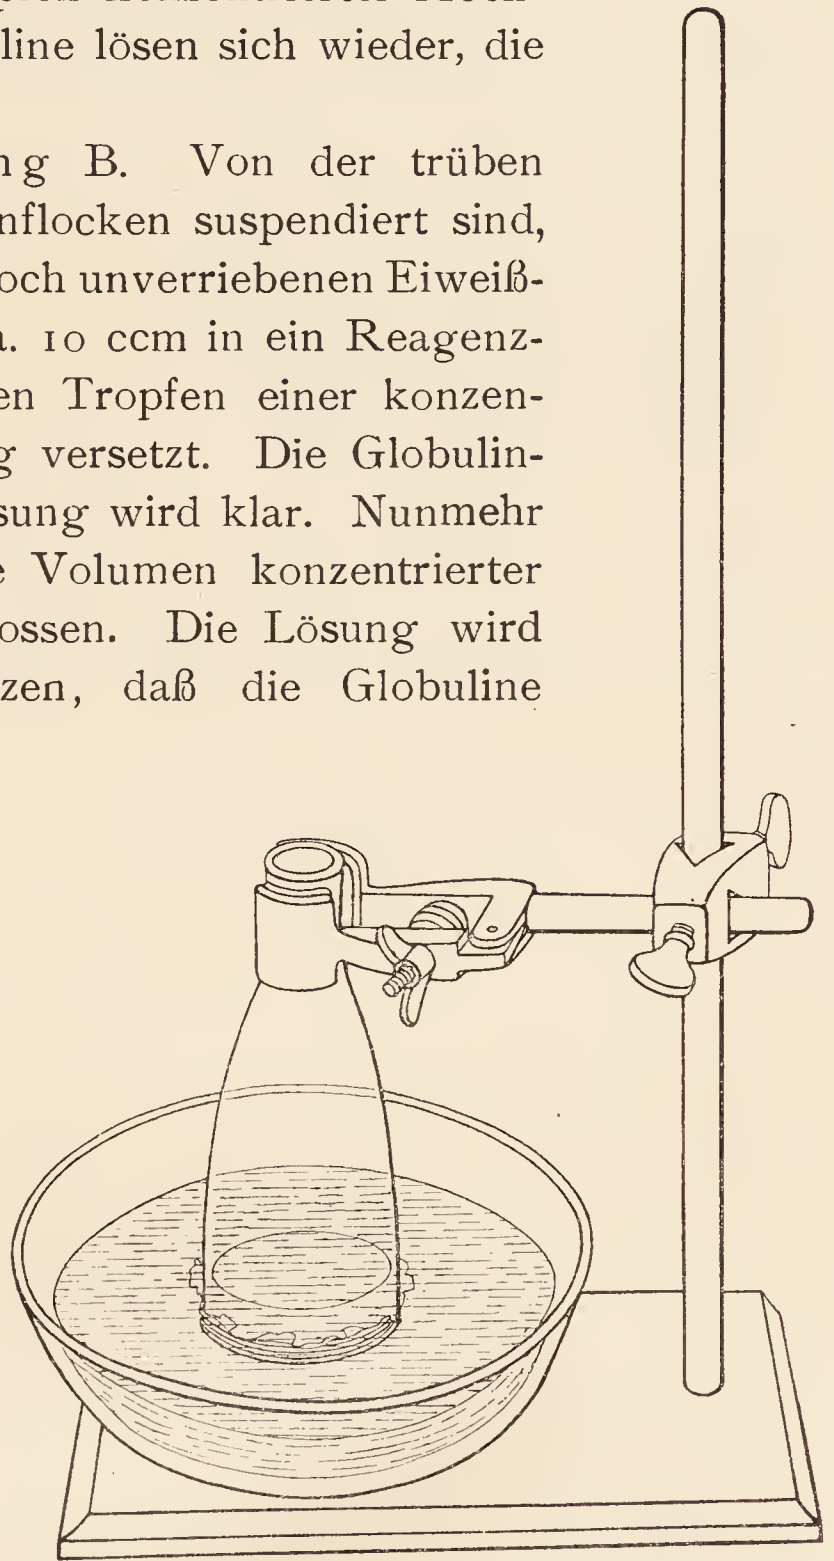 line lösen sich wieder, die
ng B. Von der trüben
nflocken suspendiert sind,
och unverriebenen Eiweiß-
a. 10 ccm in ein Reagenz-
en Tropfen einer konzen-
g versetzt. Die Globulin-
sung wird klar. Nunmehr
e Volumen konzentrierter
ossen. Die Lösung wird
zen, daß die Globuline